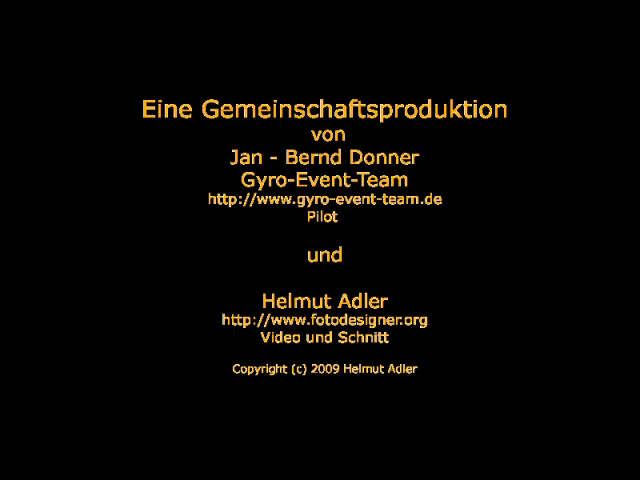 Eine Gemeinschaftsproduktion
von
Jan - Bernd Donner
Gyro-Event-Team
http://www.gyro-event-team.de
Pilot
und
Helmut Adler
http://www.fotodesigner.org
Video und Schnitt
Copyright (c) 2009 Helmut Adler